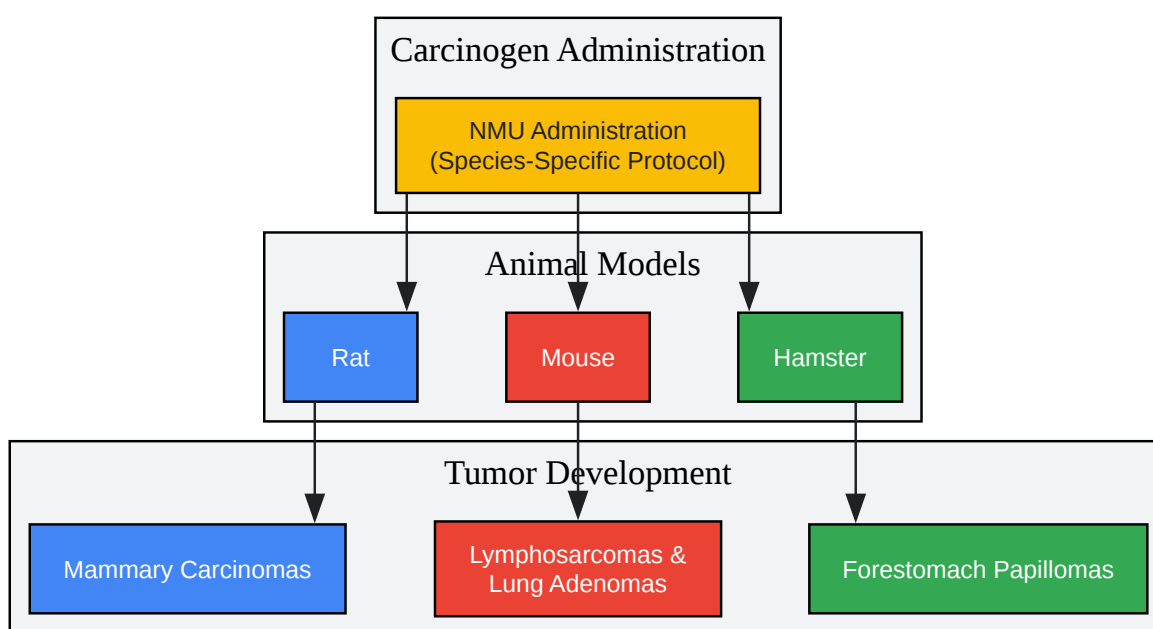 Carcinogen Administration
NMU Administration
(Species-Specific Protocol)
Animal Models
Rat
Mouse
Hamster
Tumor Development
Mammary Carcinomas
Lymphosarcomas &
Lung Adenomas
Forestomach Papillomas